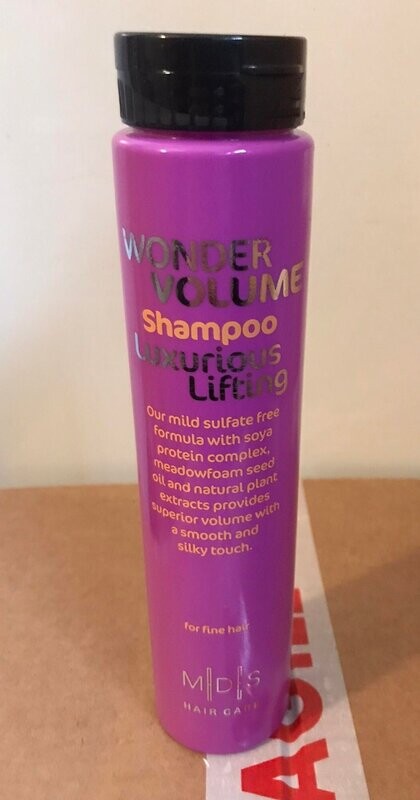 WONDER
VOLUME
Shampoo
Luxurious
Lifting
Our mild sulfate free
formula with soya
protein complex,
meadowfoam seed
oil and natural plant
extracts provides
superior volume with
a smooth and
silky touch.
for fine hair
M|D|S
HAIR CARE